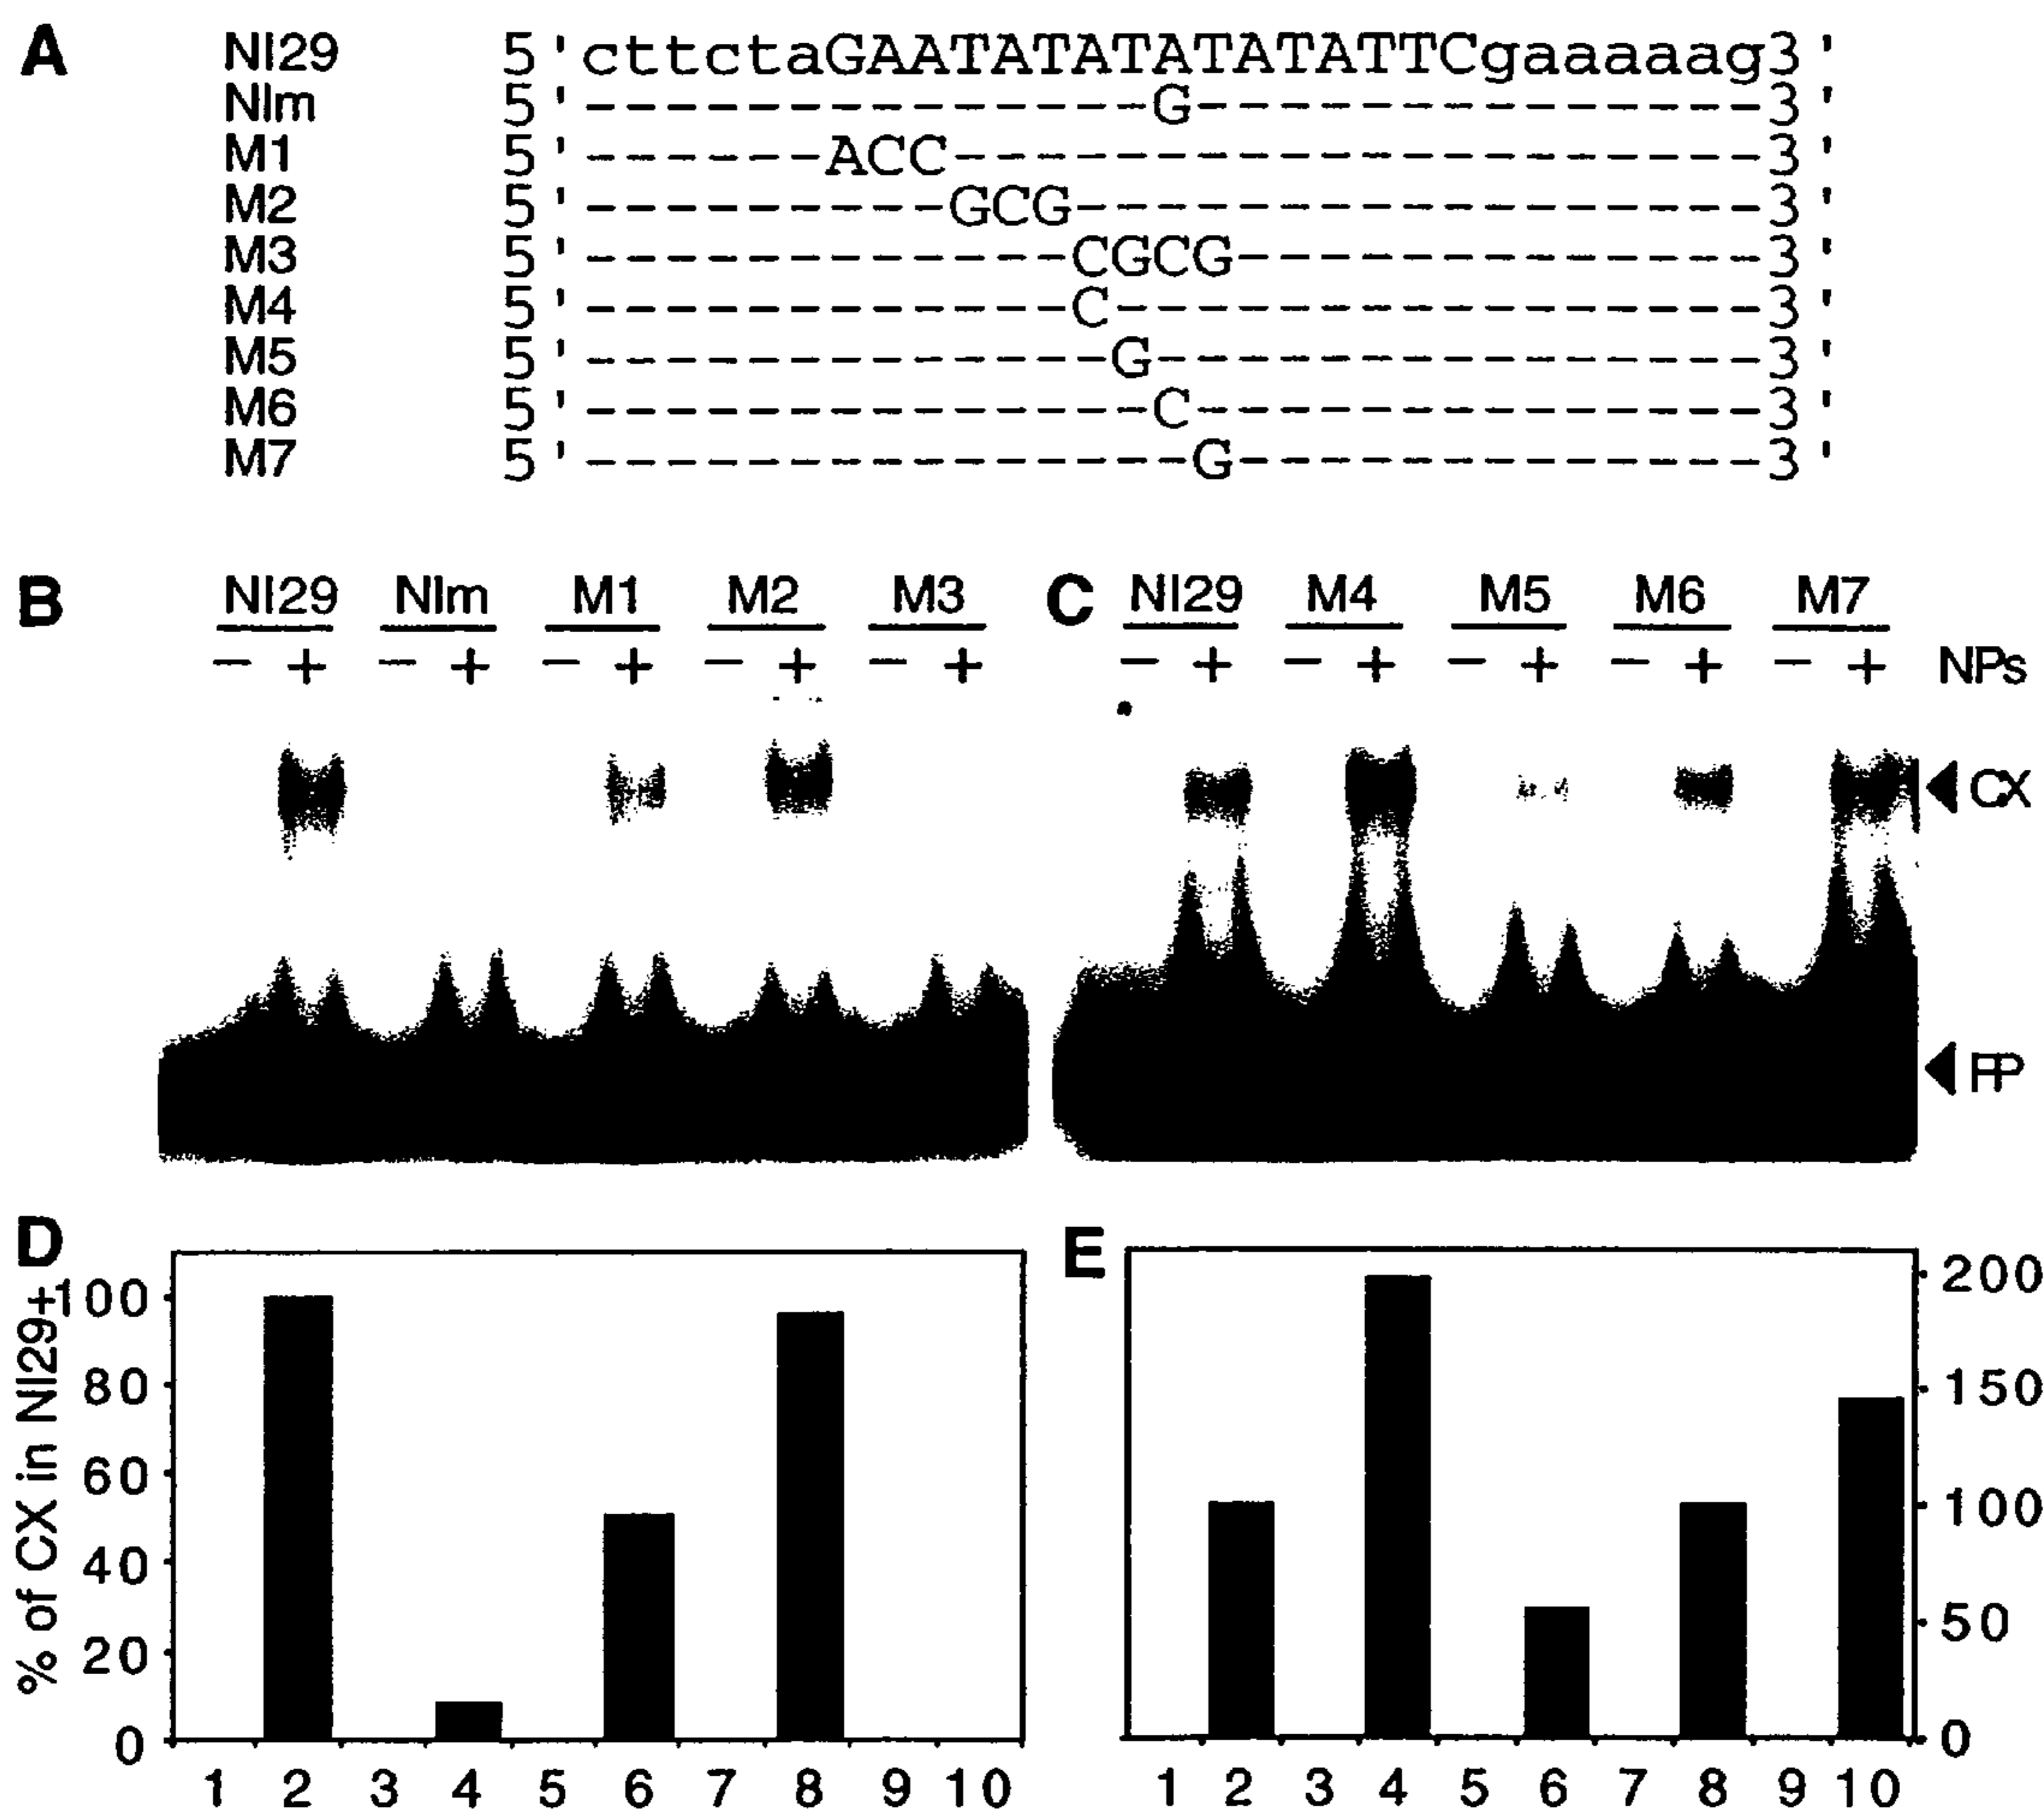 A
NI29 5'cttctaGAATATATATATATTCgaaaaag3'
NIm 5'--------------G--------------3'
M1 5'------ACC--------------------3'
M2 5'---------GCG-----------------3'
M3 5'------------CGCG-------------3'
M4 5'------------C----------------3'
M5 5'-------------G---------------3'
M6 5'--------------C--------------3'
M7 5'---------------G-------------3'
B NI29 NIm M1 M2 M3
- + - + - + - + - +
C NI29 M4 M5 M6 M7
- + - + - + - + - + NPs
CX
FP
D
% of CX in NI29+
100
80
60
40
20
0
1 2 3 4 5 6 7 8 9 10
E
200
150
100
50
0
1 2 3 4 5 6 7 8 9 10